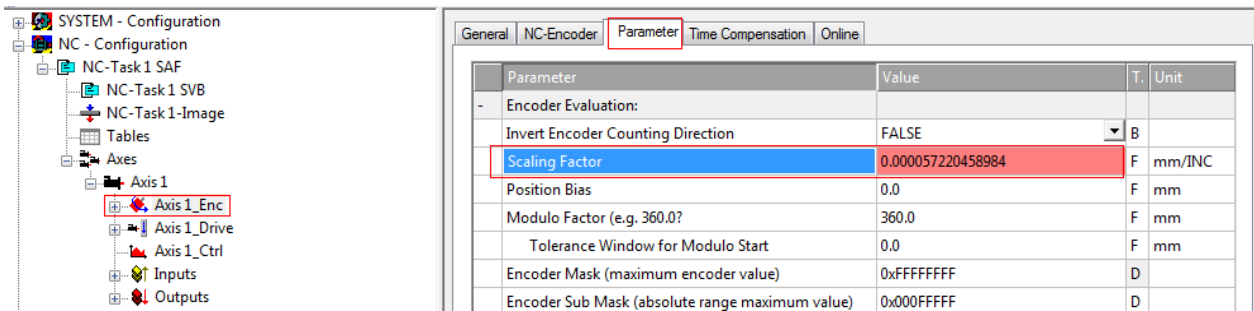 SYSTEM - Configuration
NC - Configuration
NC-Task 1 SAF
NC-Task 1 SVB
NC-Task 1-Image
Tables
Axes
Axis 1
Axis 1_Enc
Axis 1_Drive
Axis 1_Ctrl
Inputs
Outputs
General NC-Encoder Parameter Time Compensation Online
Parameter Value T. Unit
- Encoder Evaluation:
Invert Encoder Counting Direction FALSE B
Scaling Factor 0.000057220458984 F mm/INC
Position Bias 0.0 F mm
Modulo Factor (e.g. 360.0? 360.0 F mm
Tolerance Window for Modulo Start 0.0 F mm
Encoder Mask (maximum encoder value) 0xFFFFFFFF D
Encoder Sub Mask (absolute range maximum value) 0x000FFFFF D